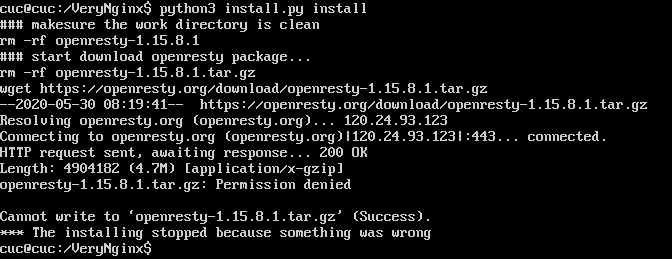 cuc@cuc:/VeryNginx$ python3 install.py install
### makesure the work directory is clean
rm -rf openresty-1.15.8.1
### start download openresty package...
rm -rf openresty-1.15.8.1.tar.gz
wget https://openresty.org/download/openresty-1.15.8.1.tar.gz
--2020-05-30 08:19:41--  https://openresty.org/download/openresty-1.15.8.1.tar.gz
Resolving openresty.org (openresty.org)... 120.24.93.123
Connecting to openresty.org (openresty.org)|120.24.93.123|:443... connected.
HTTP request sent, awaiting response... 200 OK
Length: 4904182 (4.7M) [application/x-gzip]
openresty-1.15.8.1.tar.gz: Permission denied
Cannot write to ‘openresty-1.15.8.1.tar.gz’ (Success).
*** The installing stopped because something was wrong
cuc@cuc:/VeryNginx$